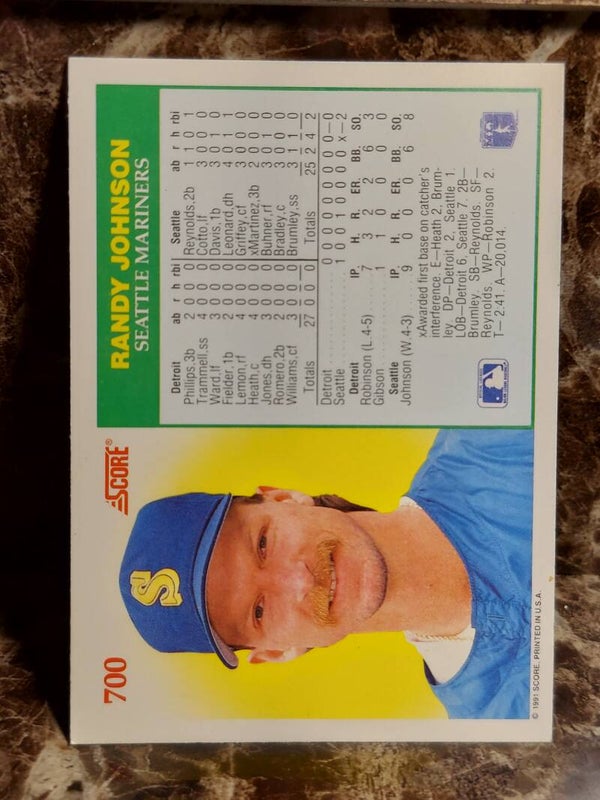 SCORE®
700
RANDY JOHNSON
SEATTLE MARINERS
Detroit ab r h rbi
Phillips,3b 2 0 0 0
Trammell,ss 4 0 0 0
Ward,lf 3 0 0 0
Fielder,1b 2 0 0 0
Lemon,rf 4 0 0 0
Heath,c 3 0 0 0
Jones,dh 4 0 0 0
Romero,2b 2 0 0 0
Williams,cf 3 0 0 0
Totals 27 0 0 0
Seattle ab r h rbi
Reynolds,2b 1 1 0 1
Cotto,lf 3 0 0 0
Davis,1b 3 0 1 0
Leonard,dh 4 0 1 1
Griffey,cf 3 0 0 0
xMartinez,3b 3 0 0 0
Buhner,rf 2 0 1 0
Bradley,c 3 0 0 0
Brumley,ss 3 1 1 0
Totals 25 2 4 2
Detroit ........ 0 0 0 0 0 0 0 0 0—0
Seattle ........ 1 0 0 1 0 0 0 0 x—2
IP. H. R. ER. BB. SO.
Detroit
Robinson (L 4-5) 7 3 2 2 6 3
Gibson 1 1 0 0 0 0
Seattle IP. H. R. ER. BB. SO.
Johnson (W 4-3) 9 0 0 0 6 8
xAwarded first base on catcher's
interference. E—Heath 2, Brum-
ley. DP—Detroit 2, Seattle 1.
LOB—Detroit 6, Seattle 7. 2B—
Brumley. SB—Reynolds. SF—
Reynolds. WP—Robinson 2.
T—2:41. A—20,014.
S
© 1991 SCORE, PRINTED IN U.S.A.